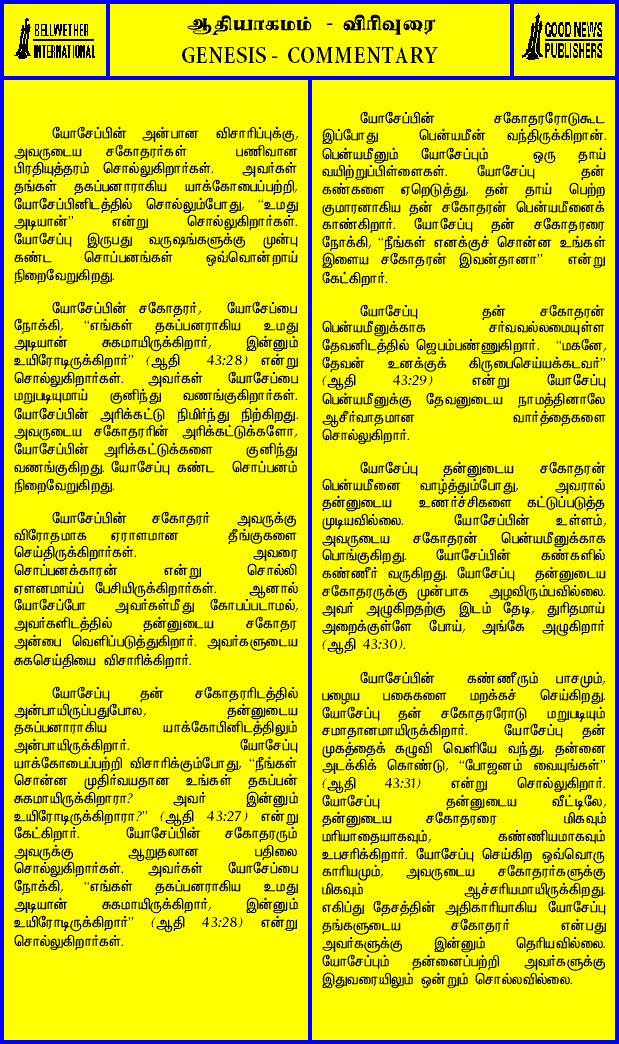 BELLWETHER
INTERNATIONAL
ஆதியாகமம் - விரிவுரை
GENESIS - COMMENTARY
GOOD NEWS
PUBLISHERS
யோசேப்பின் அன்பான விசாரிப்புக்கு,
அவருடைய சகோதரர்கள் பணிவான
பிரதியுத்தரம் சொல்லுகிறார்கள். அவர்கள்
தங்கள் தகப்பனாராகிய யாக்கோபைப்பற்றி,
யோசேப்பினிடத்தில் சொல்லும்போது, “உமது
அடியான்” என்று சொல்லுகிறார்கள்.
யோசேப்பு இருபது வருஷங்களுக்கு முன்பு
கண்ட சொப்பனங்கள் ஒவ்வொன்றாய்
நிறைவேறுகிறது.
யோசேப்பின் சகோதரர், யோசேப்பை
நோக்கி, “எங்கள் தகப்பனாராகிய உமது
அடியான் சுகமாயிருக்கிறார், இன்னும்
உயிரோடிருக்கிறார்” (ஆதி 43:28) என்று
சொல்லுகிறார்கள். அவர்கள் யோசேப்பை
மறுபடியுமாய் குனிந்து வணங்குகிறார்கள்.
யோசேப்பின் அரிக்கட்டு நிமிர்ந்து நிற்கிறது.
அவருடைய சகோதரரின் அரிக்கட்டுக்களோ,
யோசேப்பின் அரிக்கட்டுக்களை குனிந்து
வணங்குகிறது. யோசேப்பு கண்ட சொப்பனம்
நிறைவேறுகிறது.
யோசேப்பின் சகோதரர் அவருக்கு
விரோதமாக ஏராளமான தீங்குகளை
செய்திருக்கிறார்கள். அவரை
சொப்பனக்காரன் என்று சொல்லி
ஏளனமாய்ப் பேசியிருக்கிறார்கள். ஆனால்
யோசேப்போ அவர்கள்மீது கோபப்படாமல்,
அவர்களிடத்தில் தன்னுடைய சகோதர
அன்பை வெளிப்படுத்துகிறார். அவர்களுடைய
சுகசெய்தியை விசாரிக்கிறார்.
யோசேப்பு தன் சகோதரரிடத்தில்
அன்பாயிருப்பதுபோல, தன்னுடைய
தகப்பனாராகிய யாக்கோபினிடத்திலும்
அன்பாயிருக்கிறார். யோசேப்பு
யாக்கோபைப்பற்றி விசாரிக்கும்போது, “நீங்கள்
சொன்ன முதிர்வயதான உங்கள் தகப்பன்
சுகமாயிருக்கிறாரா? அவர் இன்னும்
உயிரோடிருக்கிறாரா?” (ஆதி 43:27) என்று
கேட்கிறார். யோசேப்பின் சகோதரரும்
அவருக்கு ஆறுதலான பதிலை
சொல்லுகிறார்கள். அவர்கள் யோசேப்பை
நோக்கி, “எங்கள் தகப்பனாராகிய உமது
அடியான் சுகமாயிருக்கிறார், இன்னும்
உயிரோடிருக்கிறார்” (ஆதி 43:28) என்று
சொல்லுகிறார்கள்.
யோசேப்பின் சகோதரரோடுகூட
இப்போது பென்யமீன் வந்திருக்கிறான்.
பென்யமீனும் யோசேப்பும் ஒரு தாய்
வயிற்றுப்பிள்ளைகள். யோசேப்பு தன்
கண்களை ஏறெடுத்து, தன் தாய் பெற்ற
குமாரனாகிய தன் சகோதரன் பென்யமீனைக்
காண்கிறார். யோசேப்பு தன் சகோதரரை
நோக்கி, “நீங்கள் எனக்குச் சொன்ன உங்கள்
இளைய சகோதரன் இவன்தானா” என்று
கேட்கிறார்.
யோசேப்பு தன் சகோதரன்
பென்யமீனுக்காக சர்வவல்லமையுள்ள
தேவனிடத்தில் ஜெபம்பண்ணுகிறார். “மகனே,
தேவன் உனக்குக் கிருபைசெய்யக்கடவர்”
(ஆதி 43:29) என்று யோசேப்பு
பென்யமீனுக்கு தேவனுடைய நாமத்தினாலே
ஆசீர்வாதமான வார்த்தைகளை
சொல்லுகிறார்.
யோசேப்பு தன்னுடைய சகோதரன்
பென்யமீனை வாழ்த்தும்போது, அவரால்
தன்னுடைய உணர்ச்சிகளை கட்டுப்படுத்த
முடியவில்லை. யோசேப்பின் உள்ளம்,
அவருடைய சகோதரன் பென்யமீனுக்காக
பொங்குகிறது. யோசேப்பின் கண்களில்
கண்ணீர் வருகிறது. யோசேப்பு தன்னுடைய
சகோதரருக்கு முன்பாக அழவிரும்பவில்லை.
அவர் அழுகிறதற்கு இடம் தேடி, துரிதமாய்
அறைக்குள்ளே போய், அங்கே அழுகிறார்
(ஆதி 43:30).
யோசேப்பின் கண்ணீரும் பாசமும்,
பழைய பகைகளை மறக்கச் செய்கிறது.
யோசேப்பு தன் சகோதரரோடு மறுபடியும்
சமாதானமாயிருக்கிறார். யோசேப்பு தன்
முகத்தைக் கழுவி வெளியே வந்து, தன்னை
அடக்கிக் கொண்டு, “போஜனம் வையுங்கள்”
(ஆதி 43:31) என்று சொல்லுகிறார்.
யோசேப்பு தன்னுடைய வீட்டிலே,
தன்னுடைய சகோதரரை மிகவும்
மரியாதையாகவும், கண்ணியமாகவும்
உபசரிக்கிறார். யோசேப்பு செய்கிற ஒவ்வொரு
காரியமும், அவருடைய சகோதரர்களுக்கு
மிகவும் ஆச்சரியமாயிருக்கிறது.
எகிப்து தேசத்தின் அதிகாரியாகிய யோசேப்பு
தங்களுடைய சகோதரர் என்பது
அவர்களுக்கு இன்னும் தெரியவில்லை.
யோசேப்பும் தன்னைப்பற்றி அவர்களுக்கு
இதுவரையிலும் ஒன்றும் சொல்லவில்லை.